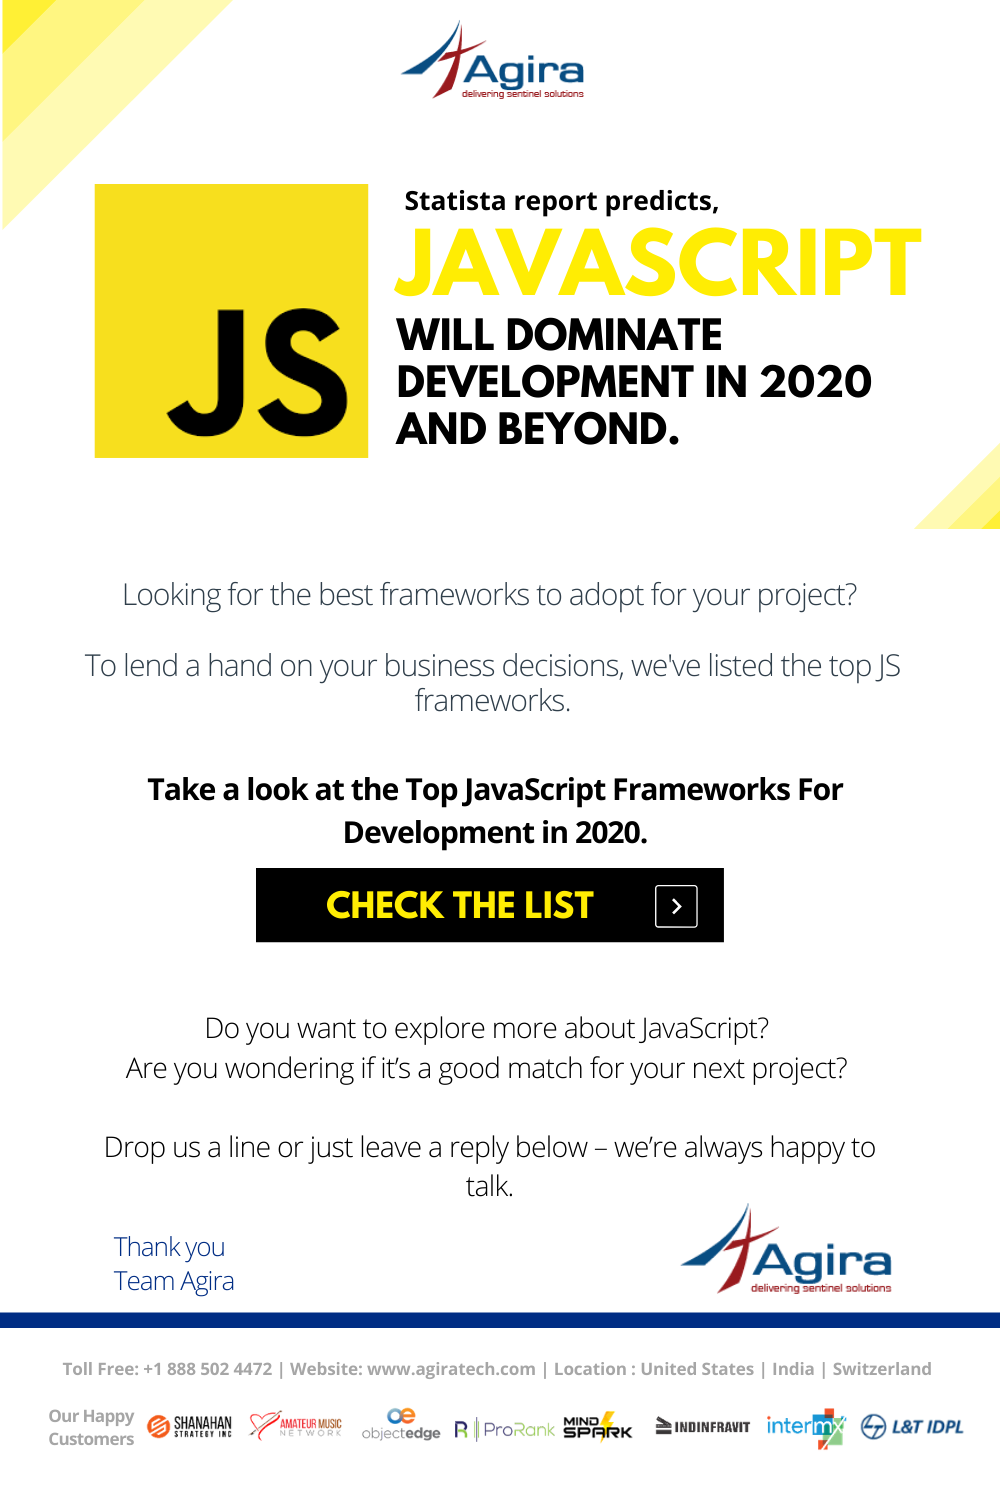 Agira
delivering sentinel solutions
Statista report predicts,
JAVASCRIPT
JS
WILL DOMINATE
DEVELOPMENT IN 2020
AND BEYOND.
Looking for the best frameworks to adopt for your project?
To lend a hand on your business decisions, we've listed the top JS
frameworks.
Take a look at the Top JavaScript Frameworks For
Development in 2020.
CHECK THE LIST
Do you want to explore more about JavaScript?
Are you wondering if it’s a good match for your next project?
Drop us a line or just leave a reply below – we’re always happy to
talk.
Thank you
Team Agira
Agira
delivering sentinel solutions
Toll Free: +1 888 502 4472 | Website: www.agiratech.com | Location : United States | India | Switzerland
Our Happy
Customers
SHANAHAN
STRATEGY INC
AMATEUR MUSIC
NETWORK
oe
objectedge
R ProRank
MIND
SPARK
INDINFRAVIT
intermx
L&T IDPL